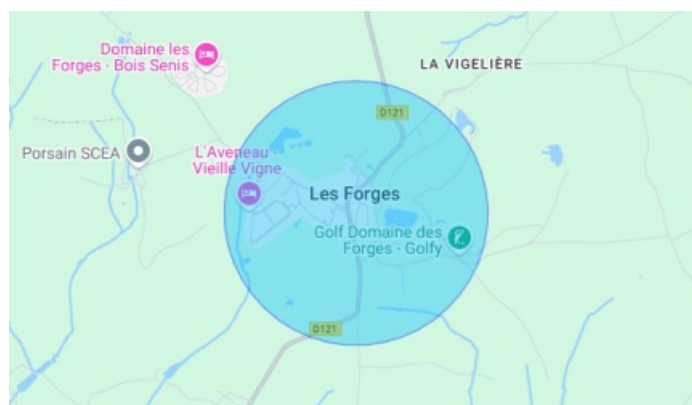 Domaine les
Forges - Bois Senis
LA VIGELIÈRE
D121
Porsain SCEA
L'Aveneau -
Vieille Vigne
Les Forges
Golf Domaine des
Forges - Golfy
D121